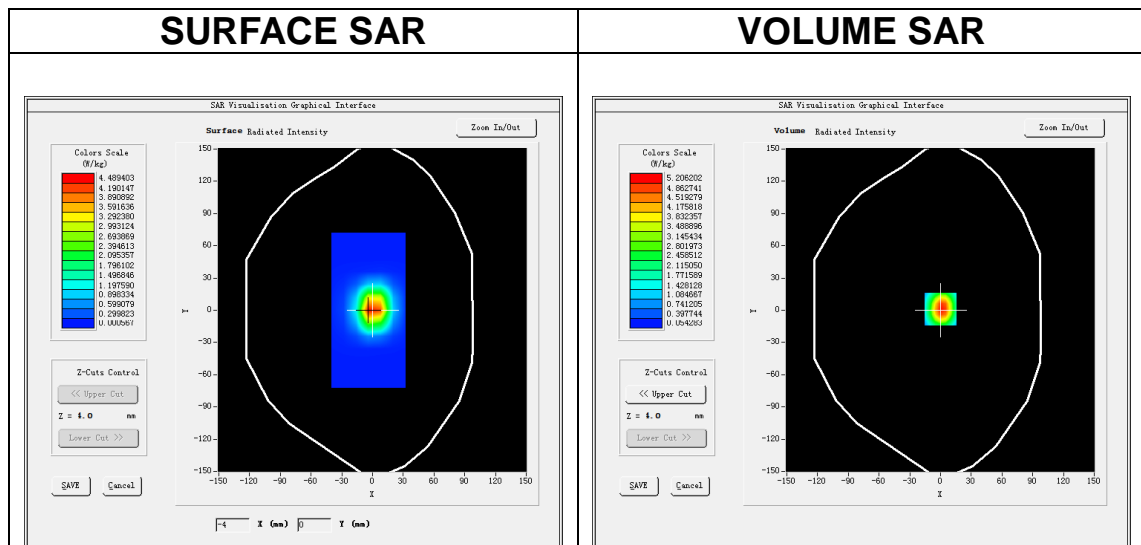 SURFACE SAR
VOLUME SAR
SAR Visualisation Graphical Interface
Surface Radiated Intensity
Zoom In/Out
Colors Scale
(W/kg)
4.489403
4.190147
3.890892
3.591636
3.292380
2.993124
2.693869
2.394613
2.095357
1.796102
1.496846
1.197590
0.898334
0.599079
0.299823
0.000567
Z-Cuts Control
<< Upper Cut
Z = 4.0 mm
Lower Cut >>
SAVE Cancel
150
120
90
60
30
0
-30
-60
-90
-120
-150
Y
-150 -120 -90 -60 -30 0 30 60 90 120 150
X
-4 X (mm) 0 Y (mm)
SAR Visualisation Graphical Interface
Volume Radiated Intensity
Zoom In/Out
Colors Scale
(W/kg)
5.206202
4.862741
4.519279
4.175818
3.832357
3.488896
3.145434
2.801973
2.458512
2.115050
1.771589
1.428128
1.084667
0.741205
0.397744
0.054283
Z-Cuts Control
<< Upper Cut
Z = 4.0 mm
Lower Cut >>
SAVE Cancel
150
120
90
60
30
0
-30
-60
-90
-120
-150
Y
-150 -120 -90 -60 -30 0 30 60 90 120 150
X